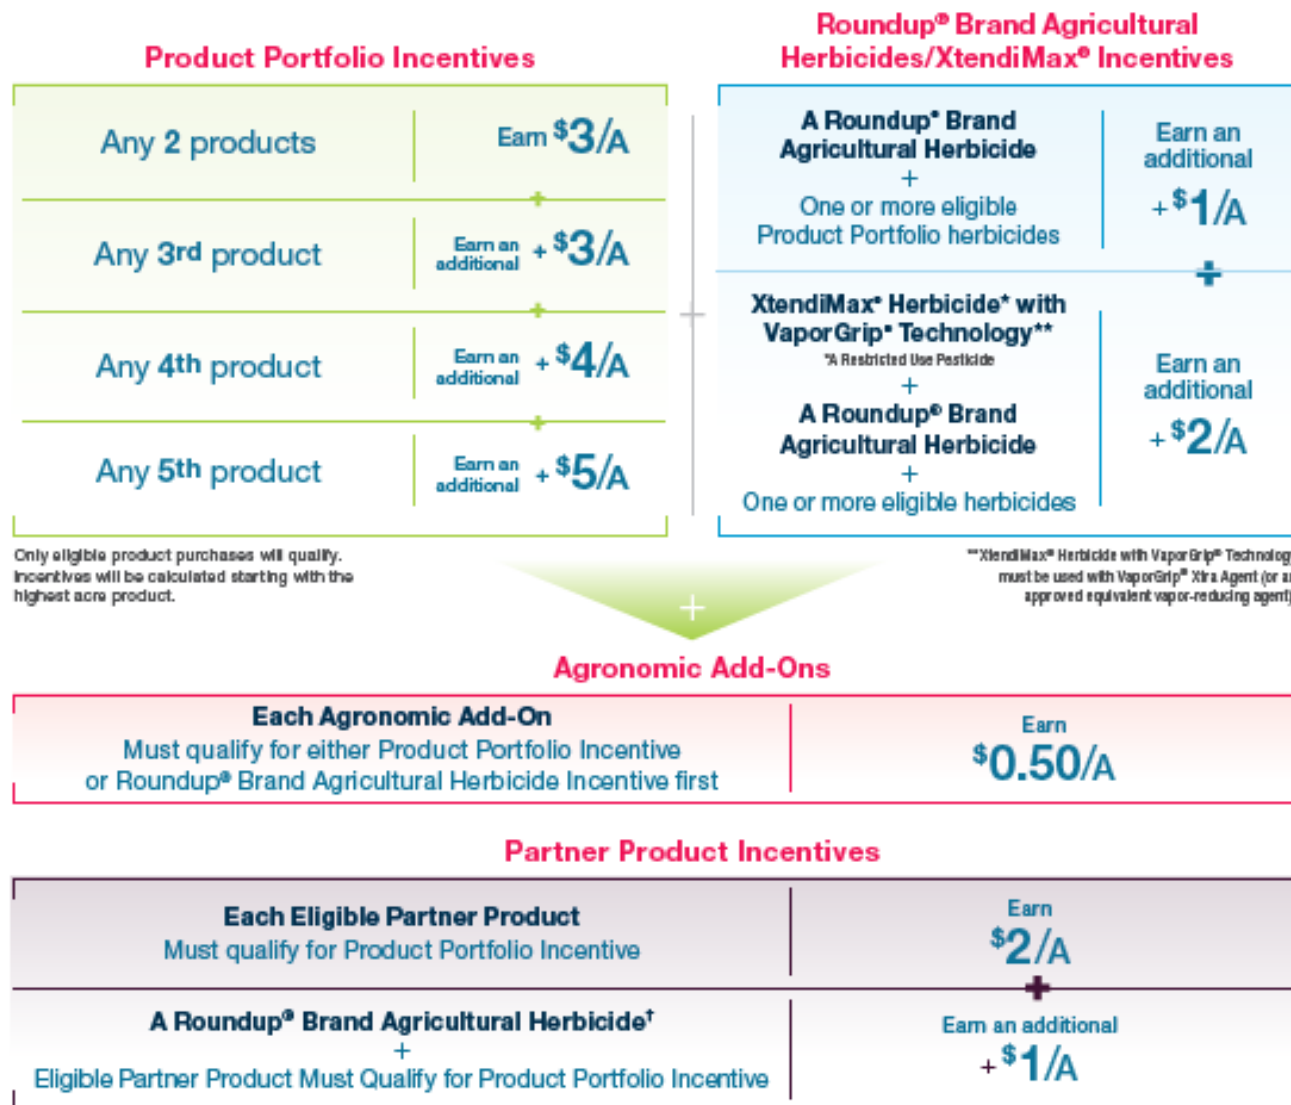 Product Portfolio Incentives
Any 2 products
Earn $3/A
+
Any 3rd product
Earn an
additional
+ $3/A
+
Any 4th product
Earn an
additional
+ $4/A
+
Any 5th product
Earn an
additional
+ $5/A
Only eligible product purchases will qualify.
Incentives will be calculated starting with the
highest acre product.
+
Roundup® Brand Agricultural
Herbicides/XtendiMax® Incentives
A Roundup® Brand
Agricultural Herbicide
+
One or more eligible
Product Portfolio herbicides
Earn an
additional
+ $1/A
+
XtendiMax® Herbicide* with
VaporGrip® Technology**
*A Restricted Use Pesticide
+
A Roundup® Brand
Agricultural Herbicide
+
One or more eligible herbicides
Earn an
additional
+ $2/A
**XtendiMax® Herbicide with VaporGrip® Technology
must be used with VaporGrip® Xtra Agent (or an
approved equivalent vapor-reducing agent)
+
Agronomic Add-Ons
Each Agronomic Add-On
Must qualify for either Product Portfolio Incentive
or Roundup® Brand Agricultural Herbicide Incentive first
Earn
$0.50/A
Partner Product Incentives
Each Eligible Partner Product
Must qualify for Product Portfolio Incentive
Earn
$2/A
+
A Roundup® Brand Agricultural Herbicide†
+
Eligible Partner Product Must Qualify for Product Portfolio Incentive
Earn an additional
+ $1/A